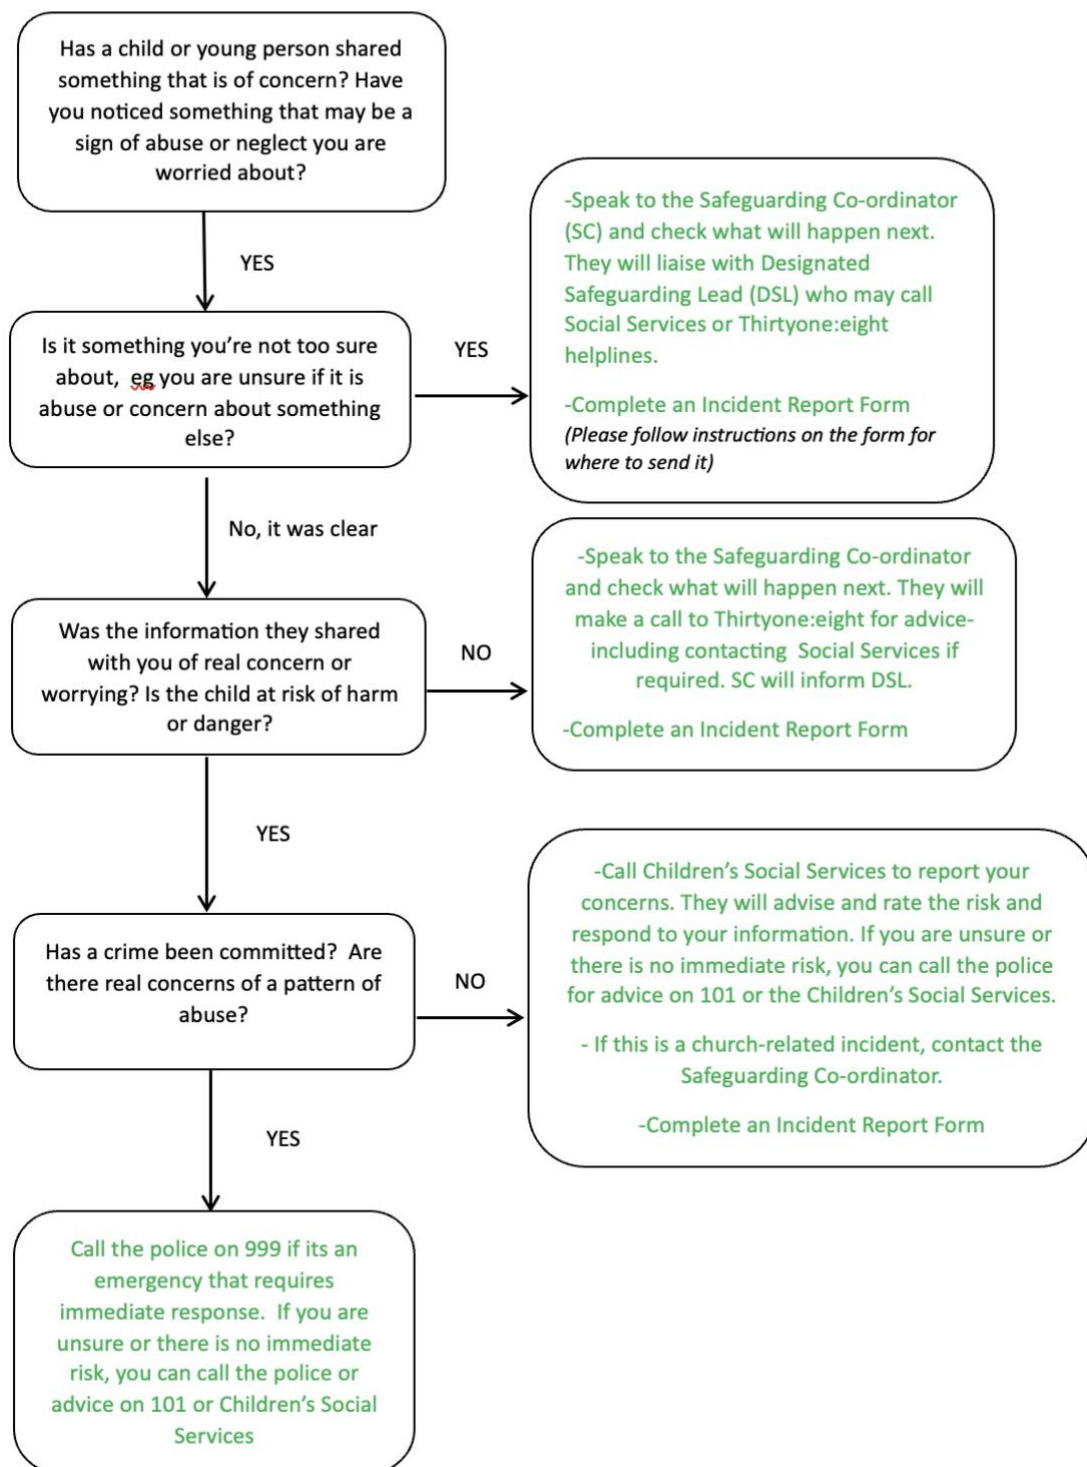 Has a child or young person shared
something that is of concern? Have
you noticed something that may be a
sign of abuse or neglect you are
worried about?
YES
Is it something you’re not too sure
about,  eg you are unsure if it is
abuse or concern about something
else?
YES
-Speak to the Safeguarding Co-ordinator
(SC) and check what will happen next.
They will liaise with Designated
Safeguarding Lead (DSL) who may call
Social Services or Thirtyone:eight
helplines.
-Complete an Incident Report Form
(Please follow instructions on the form for
where to send it)
No, it was clear
Was the information they shared
with you of real concern or
worrying? Is the child at risk of harm
or danger?
NO
-Speak to the Safeguarding Co-ordinator
and check what will happen next. They will
make a call to Thirtyone:eight for advice-
including contacting  Social Services if
required. SC will inform DSL.
-Complete an Incident Report Form
YES
Has a crime been committed?  Are
there real concerns of a pattern of
abuse?
NO
-Call Children’s Social Services to report your
concerns. They will advise and rate the risk and
respond to your information. If you are unsure or
there is no immediate risk, you can call the police
for advice on 101 or the Children’s Social Services.
- If this is a church-related incident, contact the
Safeguarding Co-ordinator.
-Complete an Incident Report Form
YES
Call the police on 999 if its an
emergency that requires
immediate response.  If you are
unsure or there is no immediate
risk, you can call the police or
advice on 101 or Children’s Social
Services